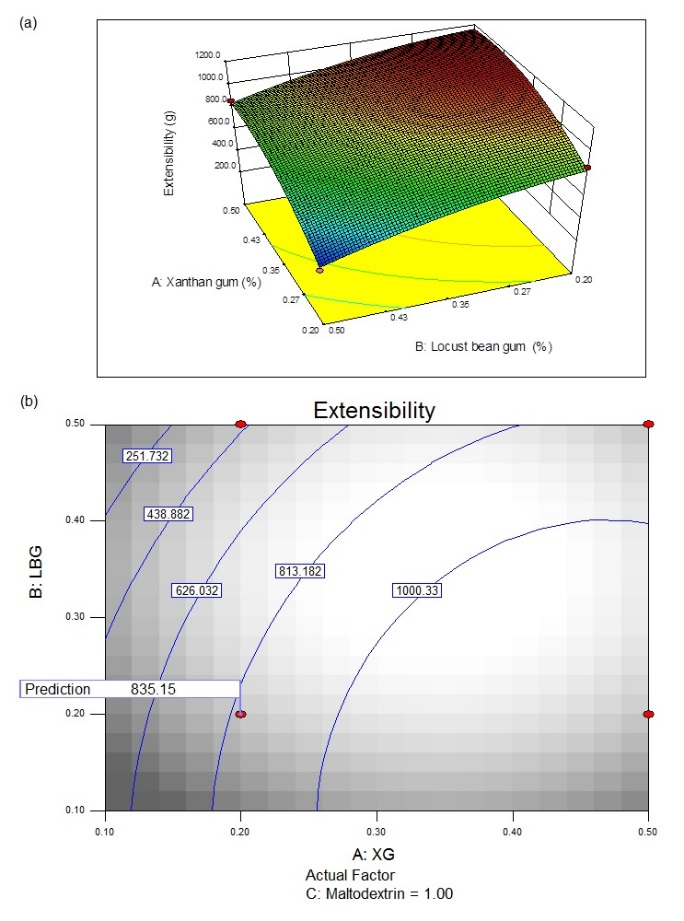 (a)
1200.0
1000.0
800.0
600.0
400.0
200.0
Extensibility (g)
0.50
0.43
0.35
0.27
0.20
A: Xanthan gum (%)
0.50
0.43
0.35
0.27
0.20
B: Locust bean gum (%)
(b)
Extensibility
0.50
0.40
0.30
0.20
0.10
B: LBG
251.732
438.882
626.032
813.182
1000.33
Prediction 835.15
0.10 0.20 0.30 0.40 0.50
A: XG
Actual Factor
C: Maltodextrin = 1.00